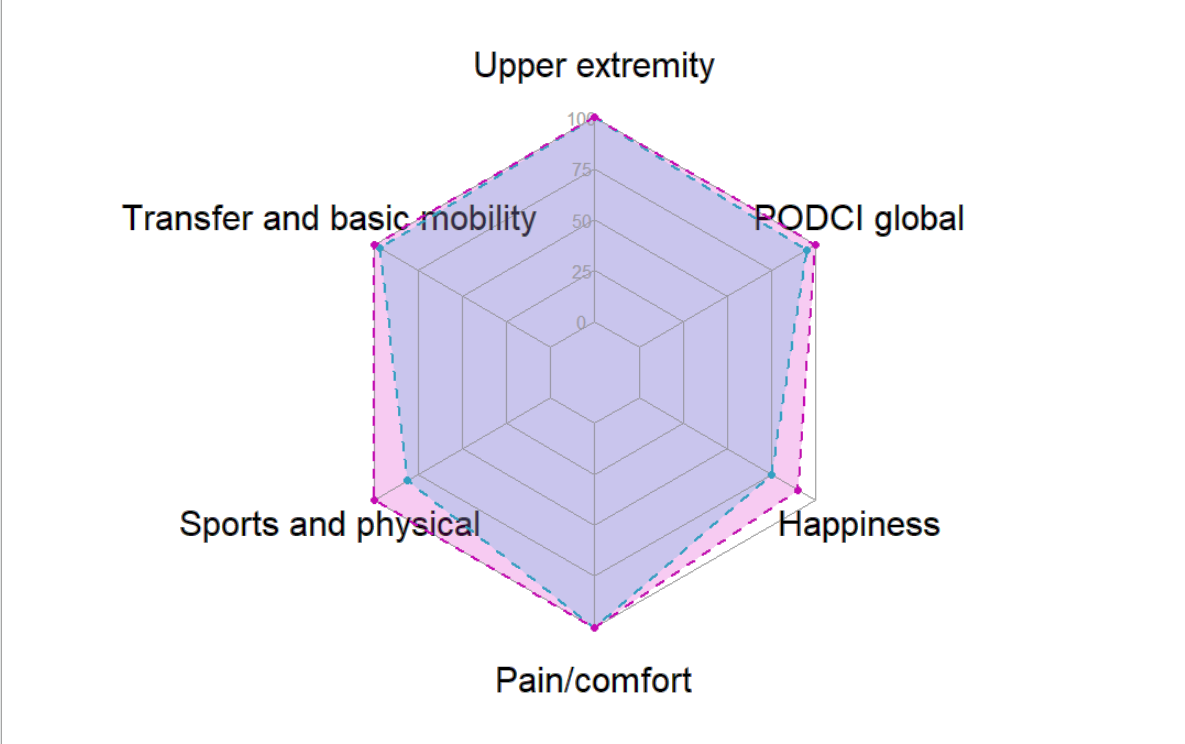 Upper extremity
100
75
Transfer and basic mobility
50
PODCI global
25
0
Sports and physical
Happiness
Pain/comfort